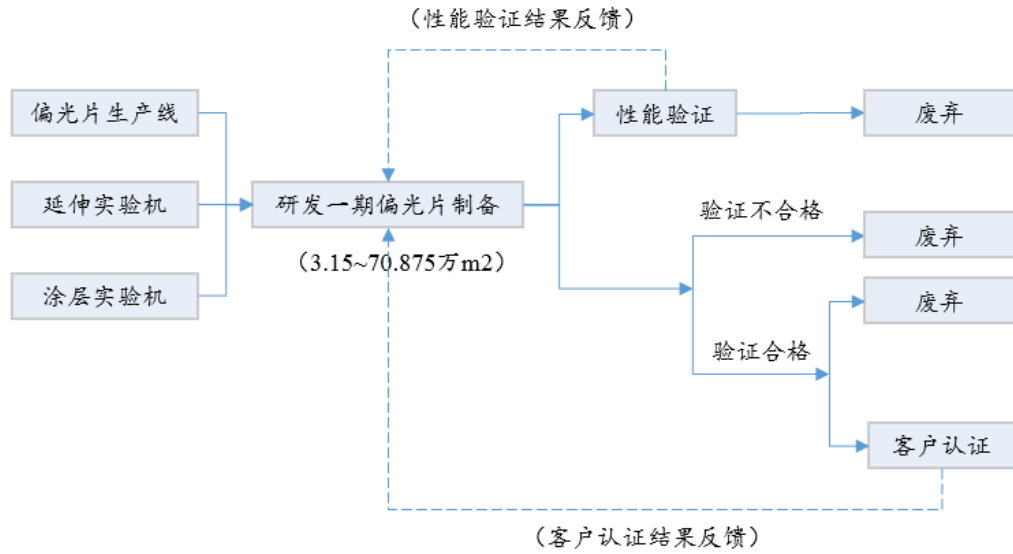 （性能验证结果反馈）
偏光片生产线
性能验证
废弃
延伸实验机
研发一期偏光片制备
验证不合格
废弃
（3.15~70.875万m2）
涂层实验机
废弃
验证合格
客户认证
（客户认证结果反馈）